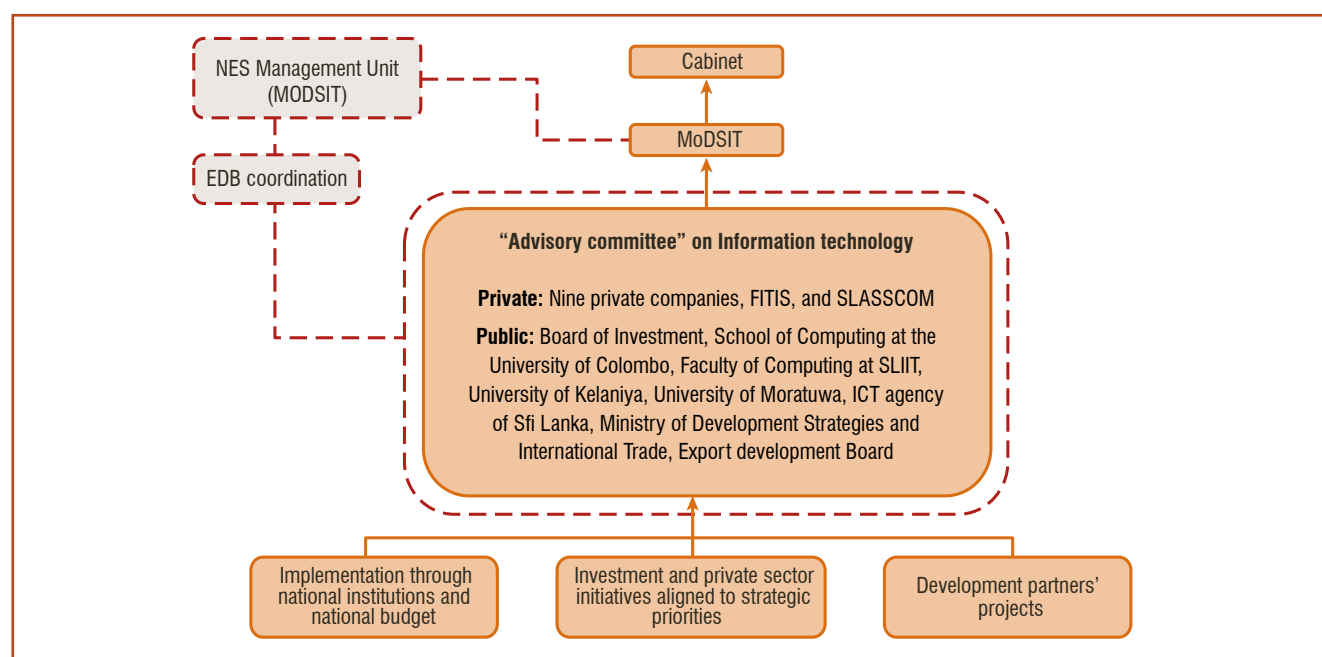 NES Management Unit
(MODSIT)
Cabinet
MoDSIT
EDB coordination
“Advisory committee” on Information technology
Private: Nine private companies, FITIS, and SLASSCOM
Public: Board of Investment, School of Computing at the
University of Colombo, Faculty of Computing at SLIIT,
University of Kelaniya, University of Moratuwa, ICT agency
of Sfi Lanka, Ministry of Development Strategies and
International Trade, Export development Board
Implementation through
national institutions and
national budget
Investment and private sector
initiatives aligned to strategic
priorities
Development partners’
projects